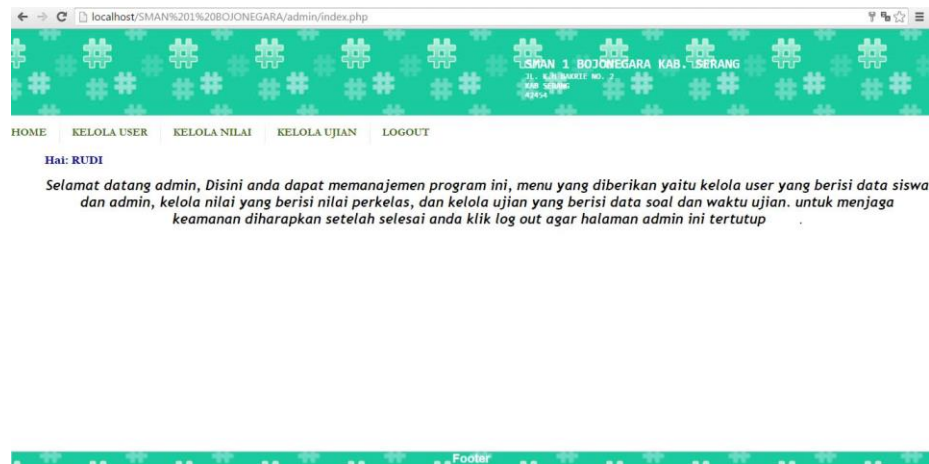 localhost/SMAN%201%20BOJONEGARA/admin/index.php
SMAN 1 BOJONEGARA KAB. SERANG
JL. NO. 2
KAB SERANG
42454
HOME KELOLA USER KELOLA NILAI KELOLA UJIAN LOGOUT
Hai: RUDI
Selamat datang admin, Disini anda dapat memanajemen program ini, menu yang diberikan yaitu kelola user yang berisi data siswa
dan admin, kelola nilai yang berisi nilai perkelas, dan kelola ujian yang berisi data soal dan waktu ujian. untuk menjaga
keamanan diharapkan setelah selesai anda klik log out agar halaman admin ini tertutup .
Footer